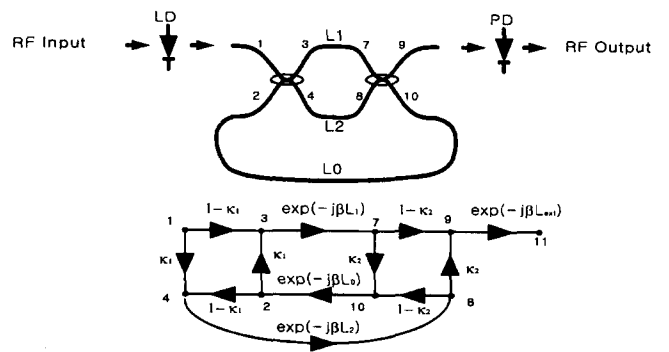 LD
PD
RF Input
RF Output
1 3 L1 7 9
2 4 8 10
L2
L0
exp(-jβL₁) exp(-jβLₑₓₜ)
1 1-κ₁ 3 7 1-κ₂ 9
11
κ₁ κ₁ κ₂ κ₂
exp(-jβL₀)
4 1-κ₁ 2 10 1-κ₂ 8
exp(-jβL₂)